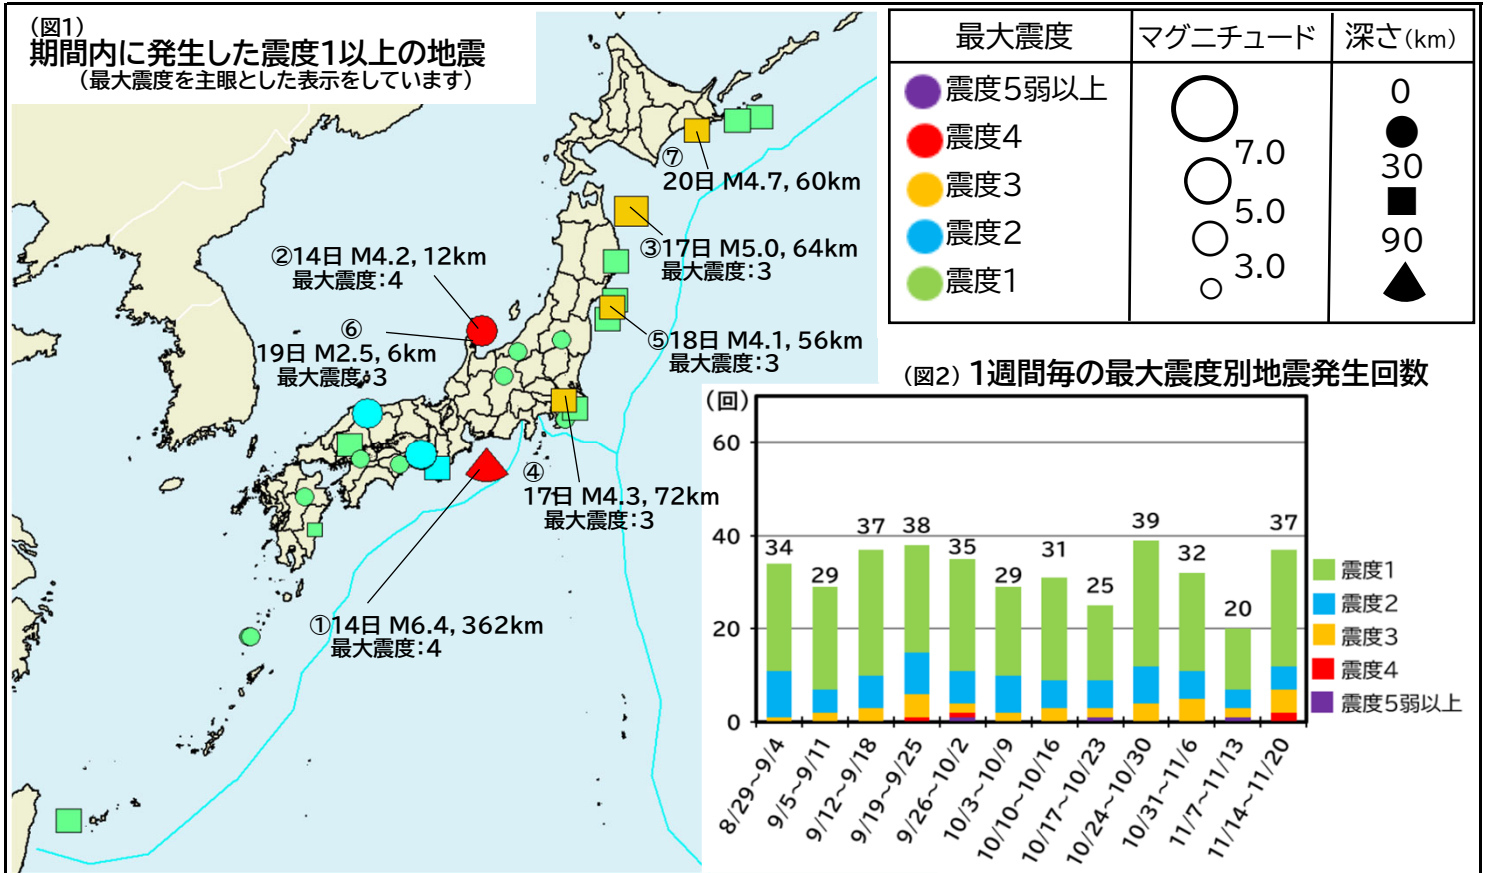 (図1)
期間内に発生した震度1以上の地震
(最大震度を主眼とした表示をしています)
⑦
20日 M4.7, 60km
③17日 M5.0, 64km
最大震度:3
②14日 M4.2, 12km
最大震度:4
⑥
19日 M2.5, 6km
最大震度:3
⑤18日 M4.1, 56km
最大震度:3
④
17日 M4.3, 72km
最大震度:3
①14日 M6.4, 362km
最大震度:4
最大震度 マグニチュード 深さ(km)
震度5弱以上
震度4
震度3
震度2
震度1
7.0
5.0
3.0
0
30
90
(図2) 1週間毎の最大震度別地震発生回数
(回)
60
40
20
0
34
29
37
38
35
29
31
25
39
32
20
37
8/29~9/4
9/5~9/11
9/12~9/18
9/19~9/25
9/26~10/2
10/3~10/9
10/10~10/16
10/17~10/23
10/24~10/30
10/31~11/6
11/7~11/13
11/14~11/20
震度1
震度2
震度3
震度4
震度5弱以上